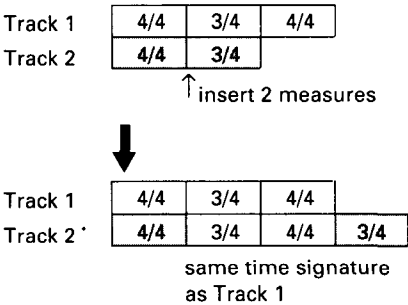 Track 1 4/4 3/4 4/4
Track 2 4/4 3/4
insert 2 measures
Track 1 4/4 3/4 4/4
Track 2 4/4 3/4 4/4 3/4
same time signature
as Track 1